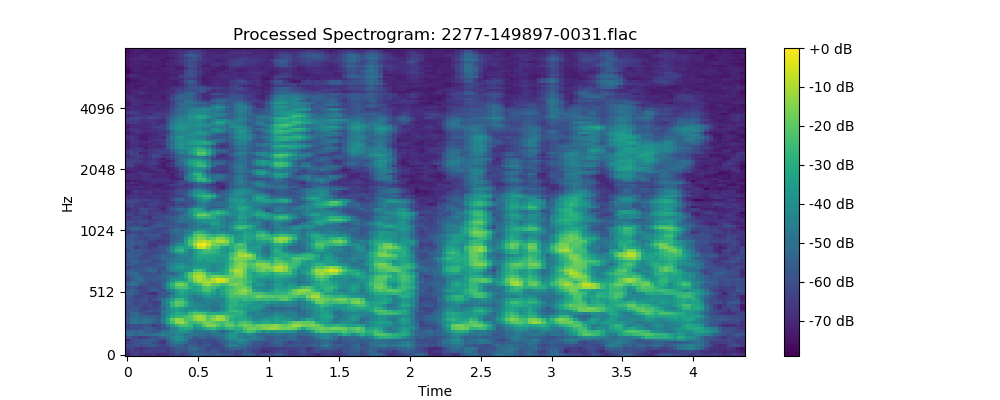 Processed Spectrogram: 2277-149897-0031.flac
+0 dB
-10 dB
-20 dB
-30 dB
-40 dB
-50 dB
-60 dB
-70 dB
4096
2048
1024
512
0
Hz
0 0.5 1 1.5 2 2.5 3 3.5 4
Time